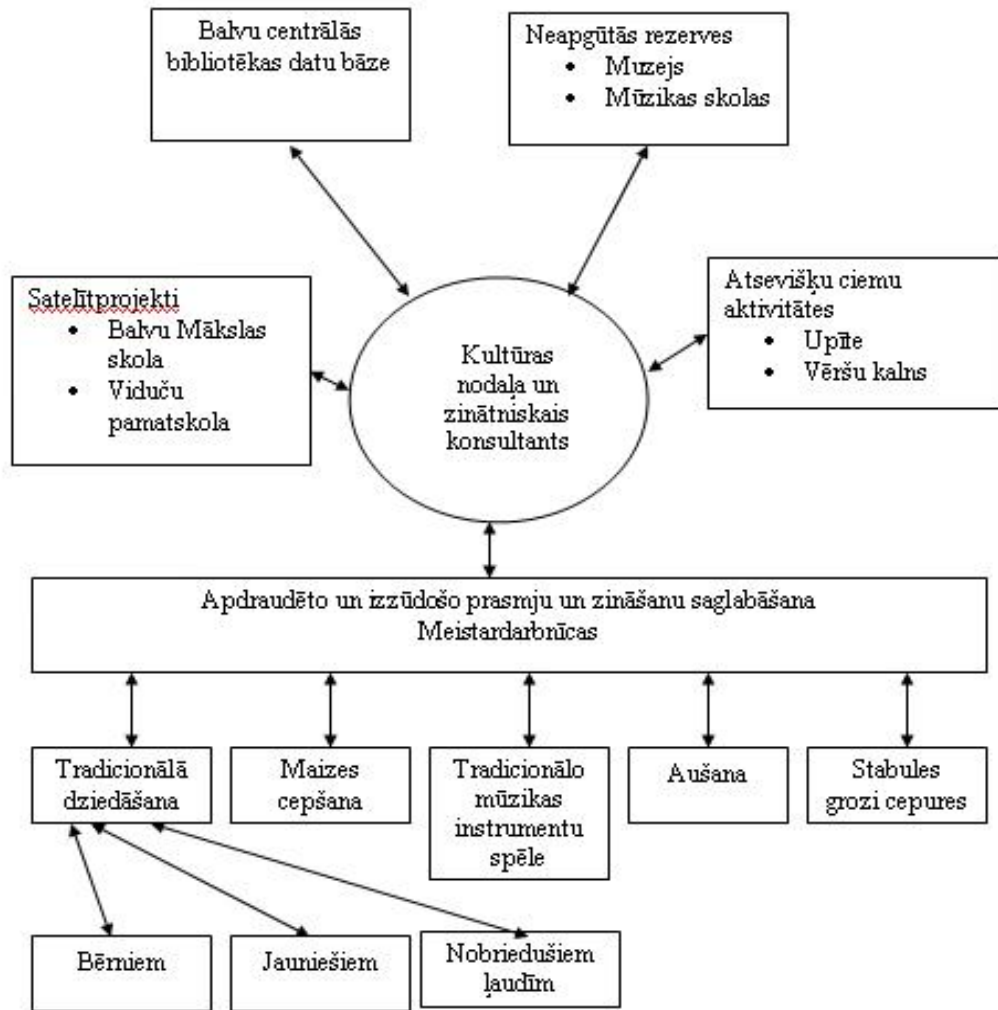 Balvu centrālās
bibliotēkas datu bāze
Neapgūtās rezerves
• Muzejs
• Mūzikas skolas
Satelītprojekti
• Balvu Mākslas
skola
• Viduču
pamatskola
Kultūras
nodaļa un
zinātniskais
konsultants
Atsevišķu ciemu
aktivitātes
• Upīte
• Vēršu kalns
Apdraudēto un izzūdošo prasmju un zināšanu saglabāšana
Meistardarbnīcas
Tradicionālā
dziedāšana
Maizes
cepšana
Tradicionālo
mūzikas
instrumentu
spēle
Aušana
Stabules
grozi cepures
Bērniem
Jauniešiem
Nobriedušiem
ļaudīm